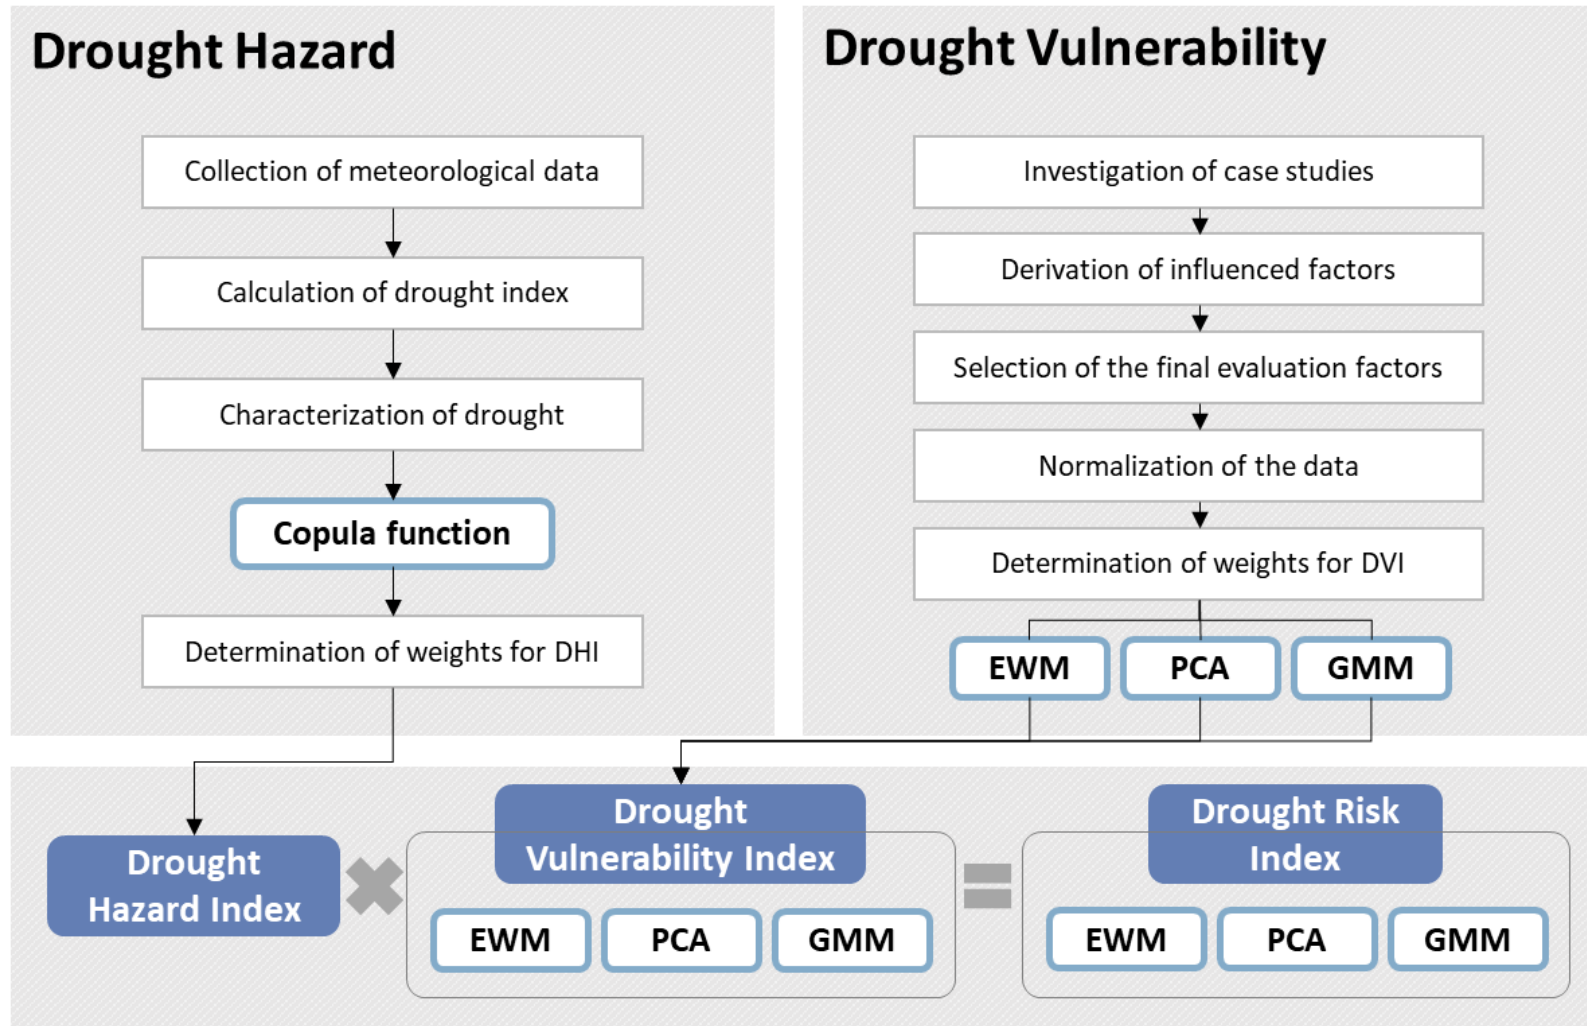 Drought Hazard
Collection of meteorological data
Calculation of drought index
Characterization of drought
Copula function
Determination of weights for DHI
Drought Vulnerability
Investigation of case studies
Derivation of influenced factors
Selection of the final evaluation factors
Normalization of the data
Determination of weights for DVI
EWM
PCA
GMM
Drought
Hazard Index
Drought
Vulnerability Index
EWM
PCA
GMM
Drought Risk
Index
EWM
PCA
GMM